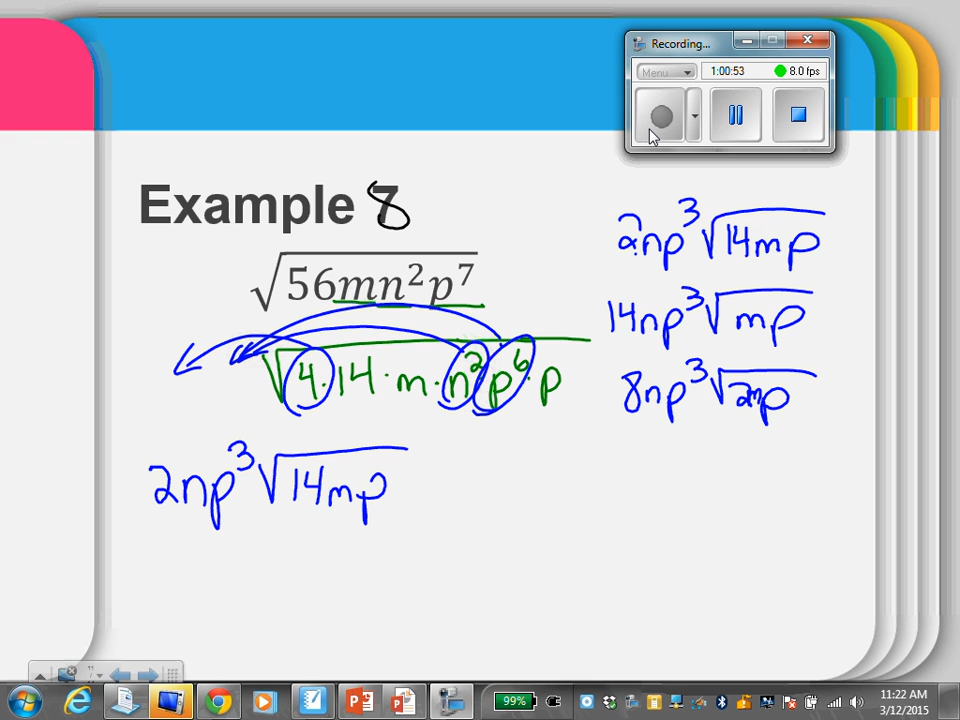 Recording...
Menu
1:00:53
8.0 fps
Example 8
√56mn²p⁷
√4·14·m·n²p⁶·p
2np³√14mp
2np³√14mp
14np³√mp
8np³√2mp
99%
11:22 AM
3/12/2015